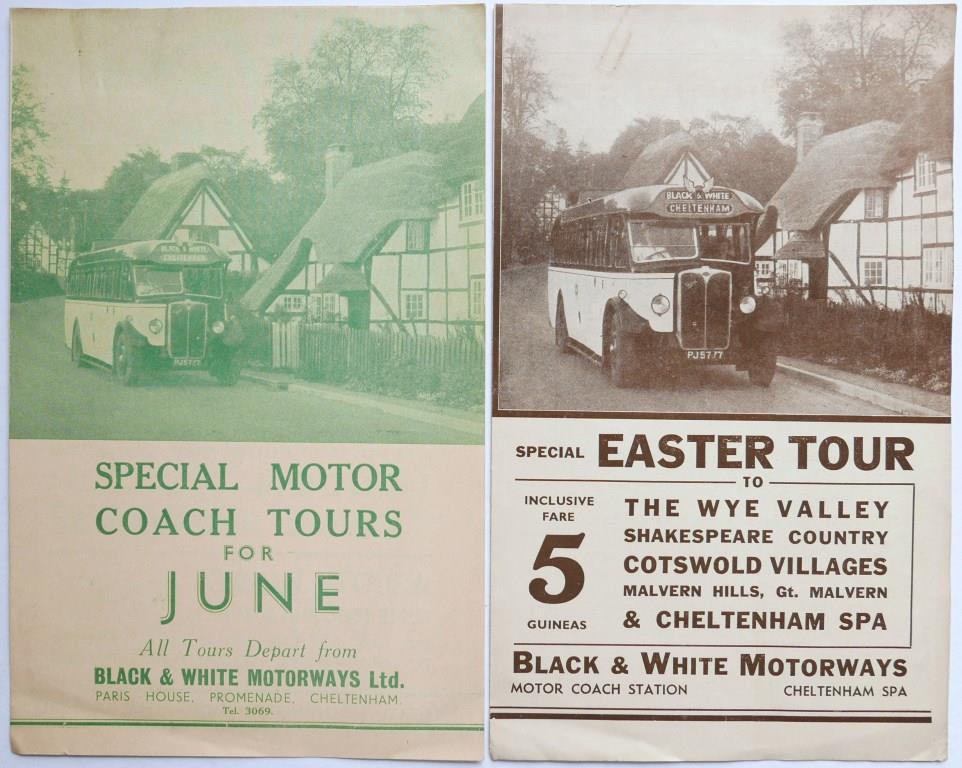 BLACK & WHITE
CHELTENHAM
PJ5777
SPECIAL MOTOR
COACH TOURS
FOR
JUNE
All Tours Depart from
BLACK & WHITE MOTORWAYS Ltd.
PARIS HOUSE, PROMENADE, CHELTENHAM.
Tel. 3069.
BLACK & WHITE
CHELTENHAM
PJ5777
SPECIAL EASTER TOUR
TO
INCLUSIVE
FARE
5
GUINEAS
THE WYE VALLEY
SHAKESPEARE COUNTRY
COTSWOLD VILLAGES
MALVERN HILLS, Gt. MALVERN
& CHELTENHAM SPA
BLACK & WHITE MOTORWAYS
MOTOR COACH STATION CHELTENHAM SPA